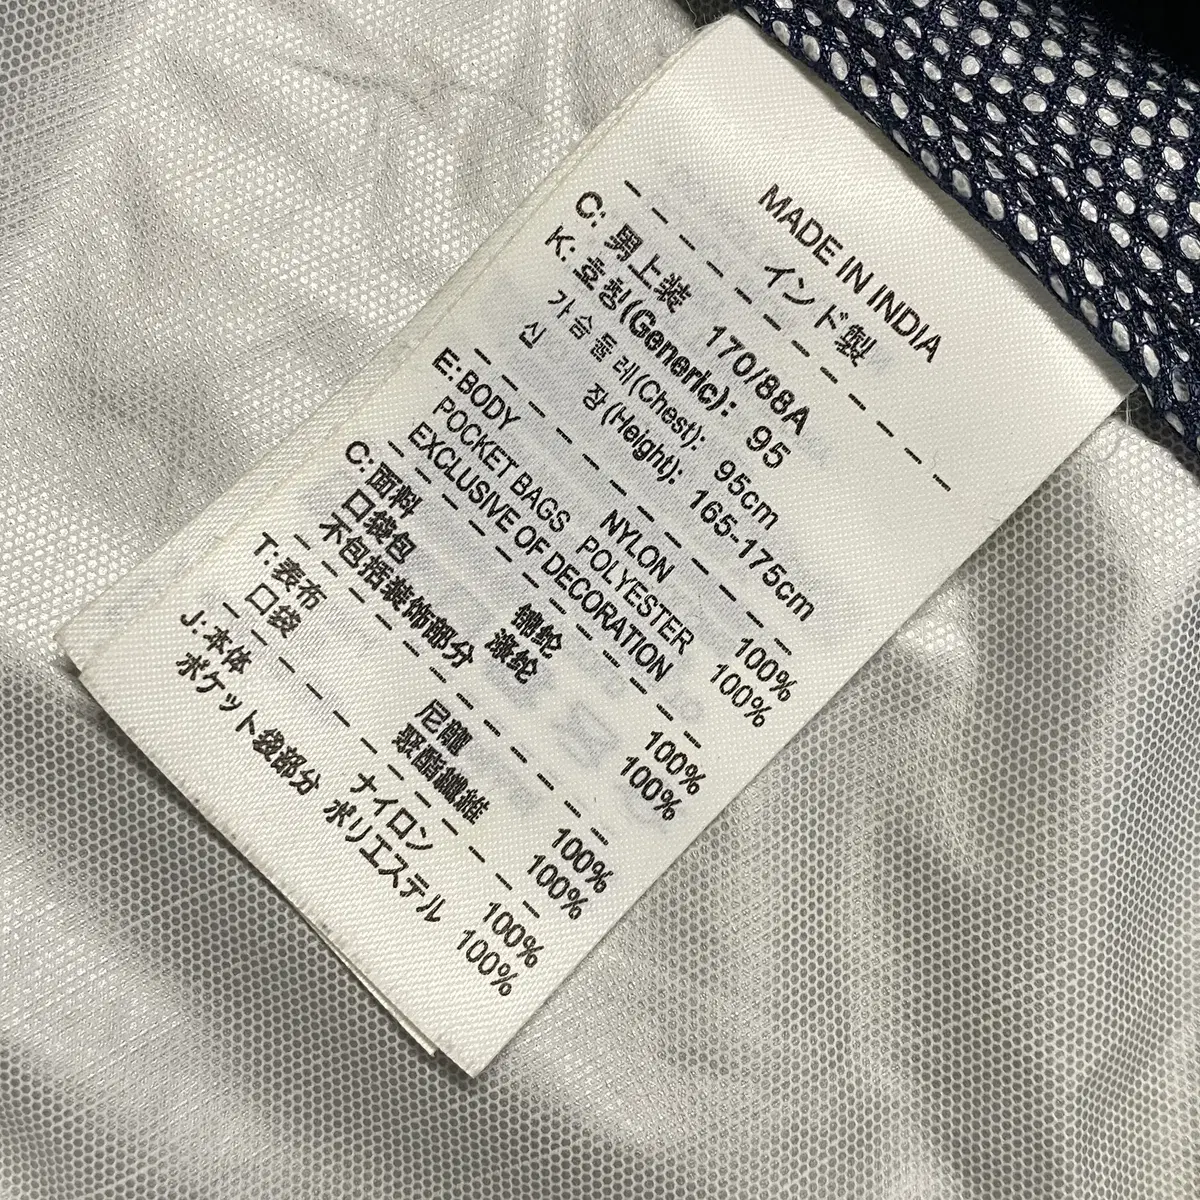 MADE IN INDIA
インド製
C: 男上装 170/88A
K: 호칭(Generic): 95
가슴둘레(Chest): 95cm
신 장(Height): 165-175cm
E: BODY NYLON 100%
POCKET BAGS POLYESTER 100%
EXCLUSIVE OF DECORATION
C: 面料 锦纶 100%
口袋包 涤纶 100%
不包括装饰部分
T: 表布 尼龍 100%
口袋 聚酯纖維 100%
J: 本体 ナイロン 100%
ポケット袋部分 ポリエステル 100%